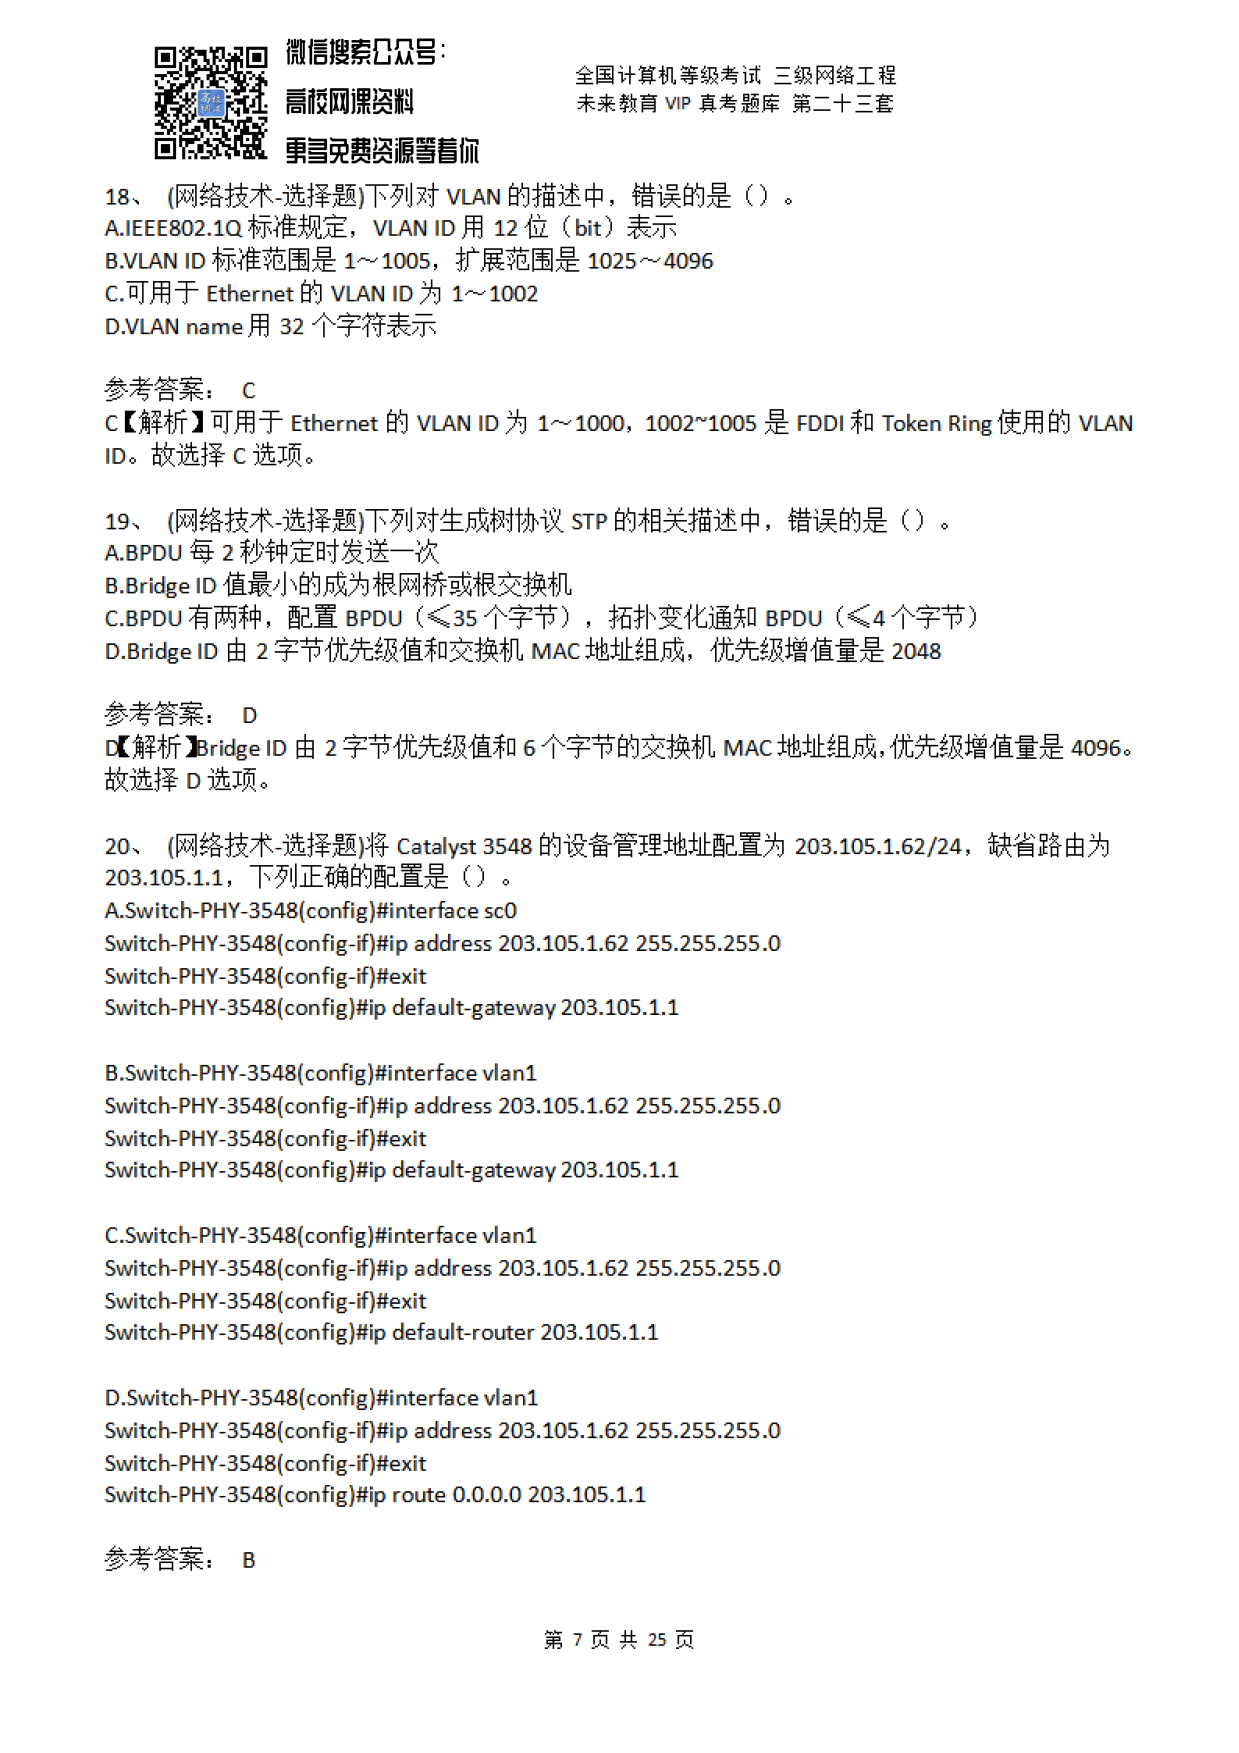 微信搜索公众号：
高校网课资料
更多免费资源等着你
高校
网课
全国计算机等级考试 三级网络工程
未来教育 VIP 真考题库 第二十三套
18、 (网络技术-选择题)下列对 VLAN 的描述中，错误的是（）。
A.IEEE802.1Q 标准规定，VLAN ID 用 12 位（bit）表示
B.VLAN ID 标准范围是 1～1005，扩展范围是 1025～4096
C.可用于 Ethernet 的 VLAN ID 为 1～1002
D.VLAN name 用 32 个字符表示
参考答案： C
C【解析】可用于 Ethernet 的 VLAN ID 为 1～1000，1002~1005 是 FDDI 和 Token Ring 使用的 VLAN
ID。故选择 C 选项。
19、 (网络技术-选择题)下列对生成树协议 STP 的相关描述中，错误的是（）。
A.BPDU 每 2 秒钟定时发送一次
B.Bridge ID 值最小的成为根网桥或根交换机
C.BPDU 有两种，配置 BPDU（≤35 个字节），拓扑变化通知 BPDU（≤4 个字节）
D.Bridge ID 由 2 字节优先级值和交换机 MAC 地址组成，优先级增值量是 2048
参考答案： D
D【解析】Bridge ID 由 2 字节优先级值和 6 个字节的交换机 MAC 地址组成，优先级增值量是 4096。
故选择 D 选项。
20、 (网络技术-选择题)将 Catalyst 3548 的设备管理地址配置为 203.105.1.62/24，缺省路由为
203.105.1.1，下列正确的配置是（）。
A.Switch-PHY-3548(config)#interface sc0
Switch-PHY-3548(config-if)#ip address 203.105.1.62 255.255.255.0
Switch-PHY-3548(config-if)#exit
Switch-PHY-3548(config)#ip default-gateway 203.105.1.1
B.Switch-PHY-3548(config)#interface vlan1
Switch-PHY-3548(config-if)#ip address 203.105.1.62 255.255.255.0
Switch-PHY-3548(config-if)#exit
Switch-PHY-3548(config)#ip default-gateway 203.105.1.1
C.Switch-PHY-3548(config)#interface vlan1
Switch-PHY-3548(config-if)#ip address 203.105.1.62 255.255.255.0
Switch-PHY-3548(config-if)#exit
Switch-PHY-3548(config)#ip default-router 203.105.1.1
D.Switch-PHY-3548(config)#interface vlan1
Switch-PHY-3548(config-if)#ip address 203.105.1.62 255.255.255.0
Switch-PHY-3548(config-if)#exit
Switch-PHY-3548(config)#ip route 0.0.0.0 203.105.1.1
参考答案： B
第 7 页 共 25 页